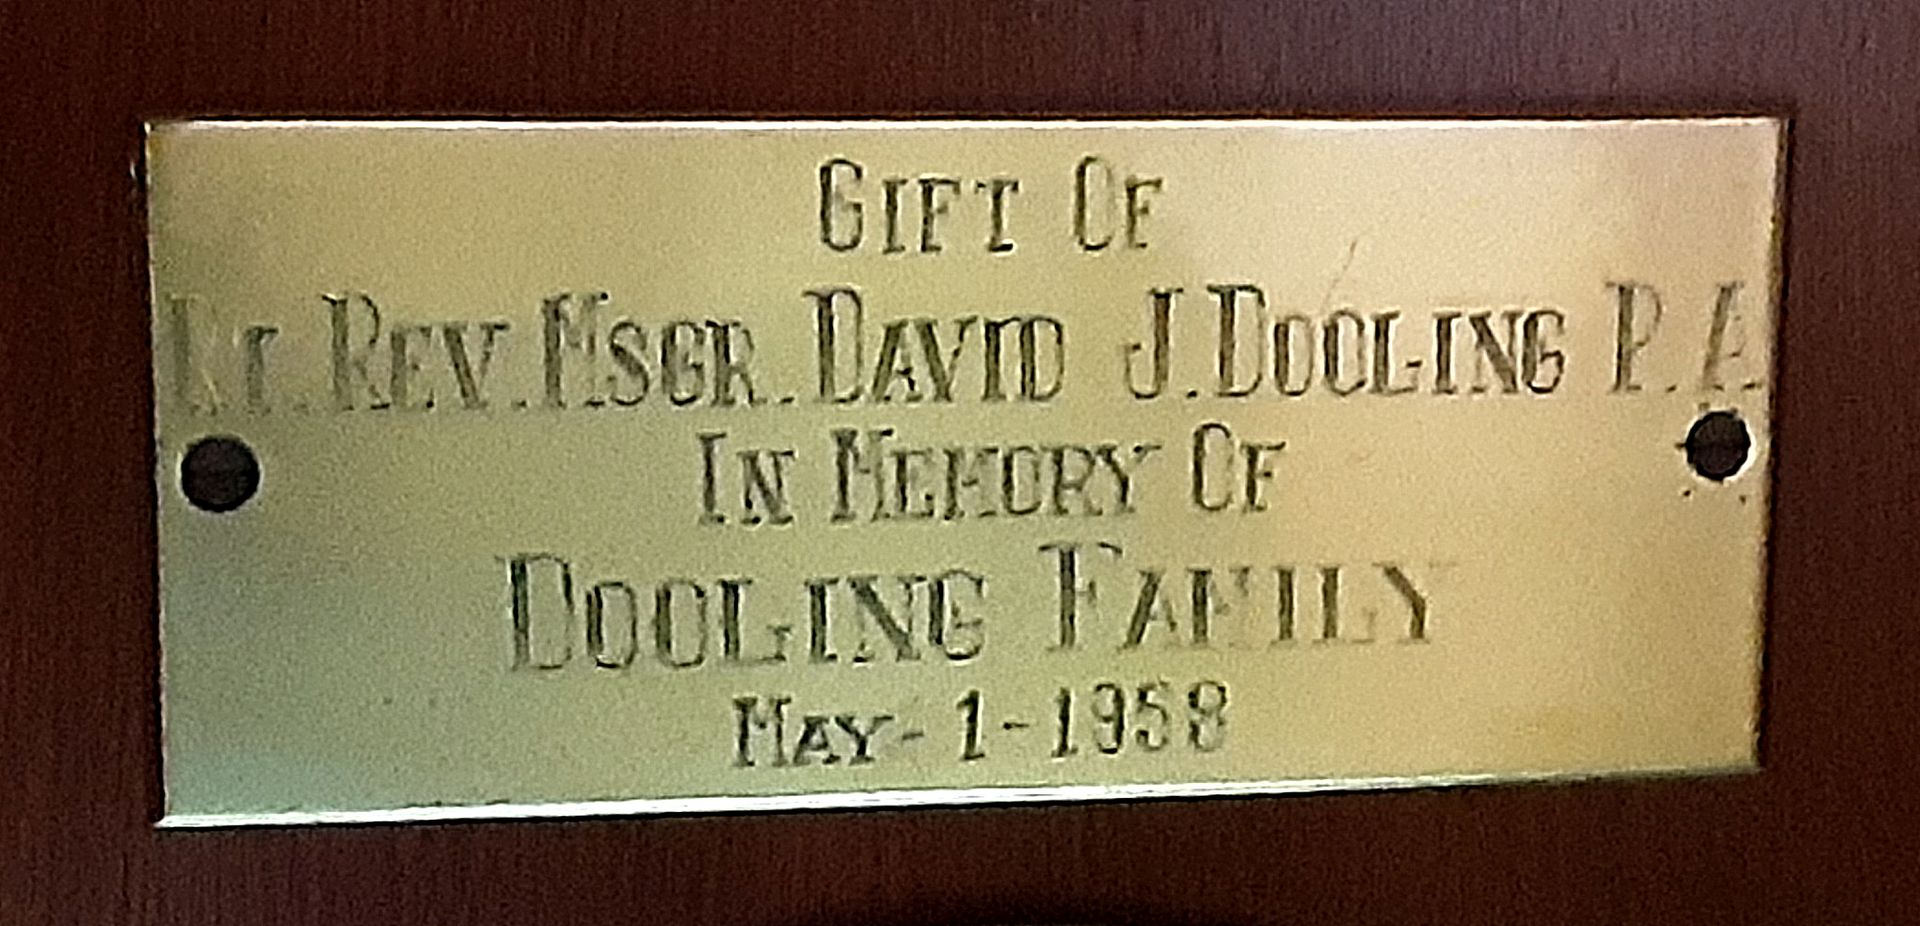 Gift Of
Rt. Rev. Msgr. David J. Dooling P.A.
In Memory Of
Dooling Family
May-1-1958